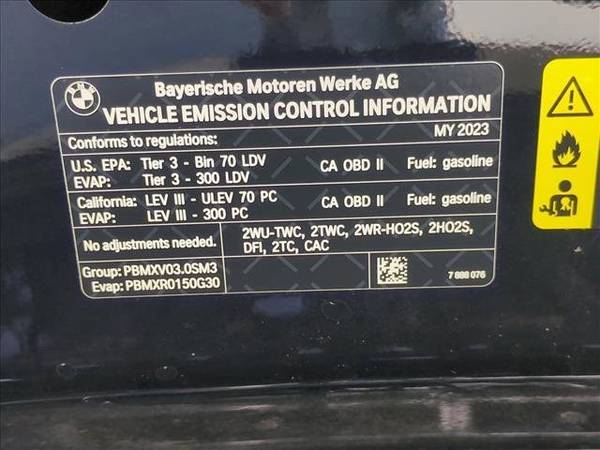 BMW
Bayerische Motoren Werke AG
VEHICLE EMISSION CONTROL INFORMATION
Conforms to regulations: MY 2023
U.S. EPA: Tier 3 - Bin 70 LDV CA OBD II Fuel: gasoline
EVAP: Tier 3 - 300 LDV
California: LEV III - ULEV 70 PC CA OBD II Fuel: gasoline
EVAP: LEV III - 300 PC
No adjustments needed. 2WU-TWC, 2TWC, 2WR-HO2S, 2HO2S,
DFI, 2TC, CAC
Group: PBMXV03.0SM3
Evap: PBMXR0150G30
7 888 076